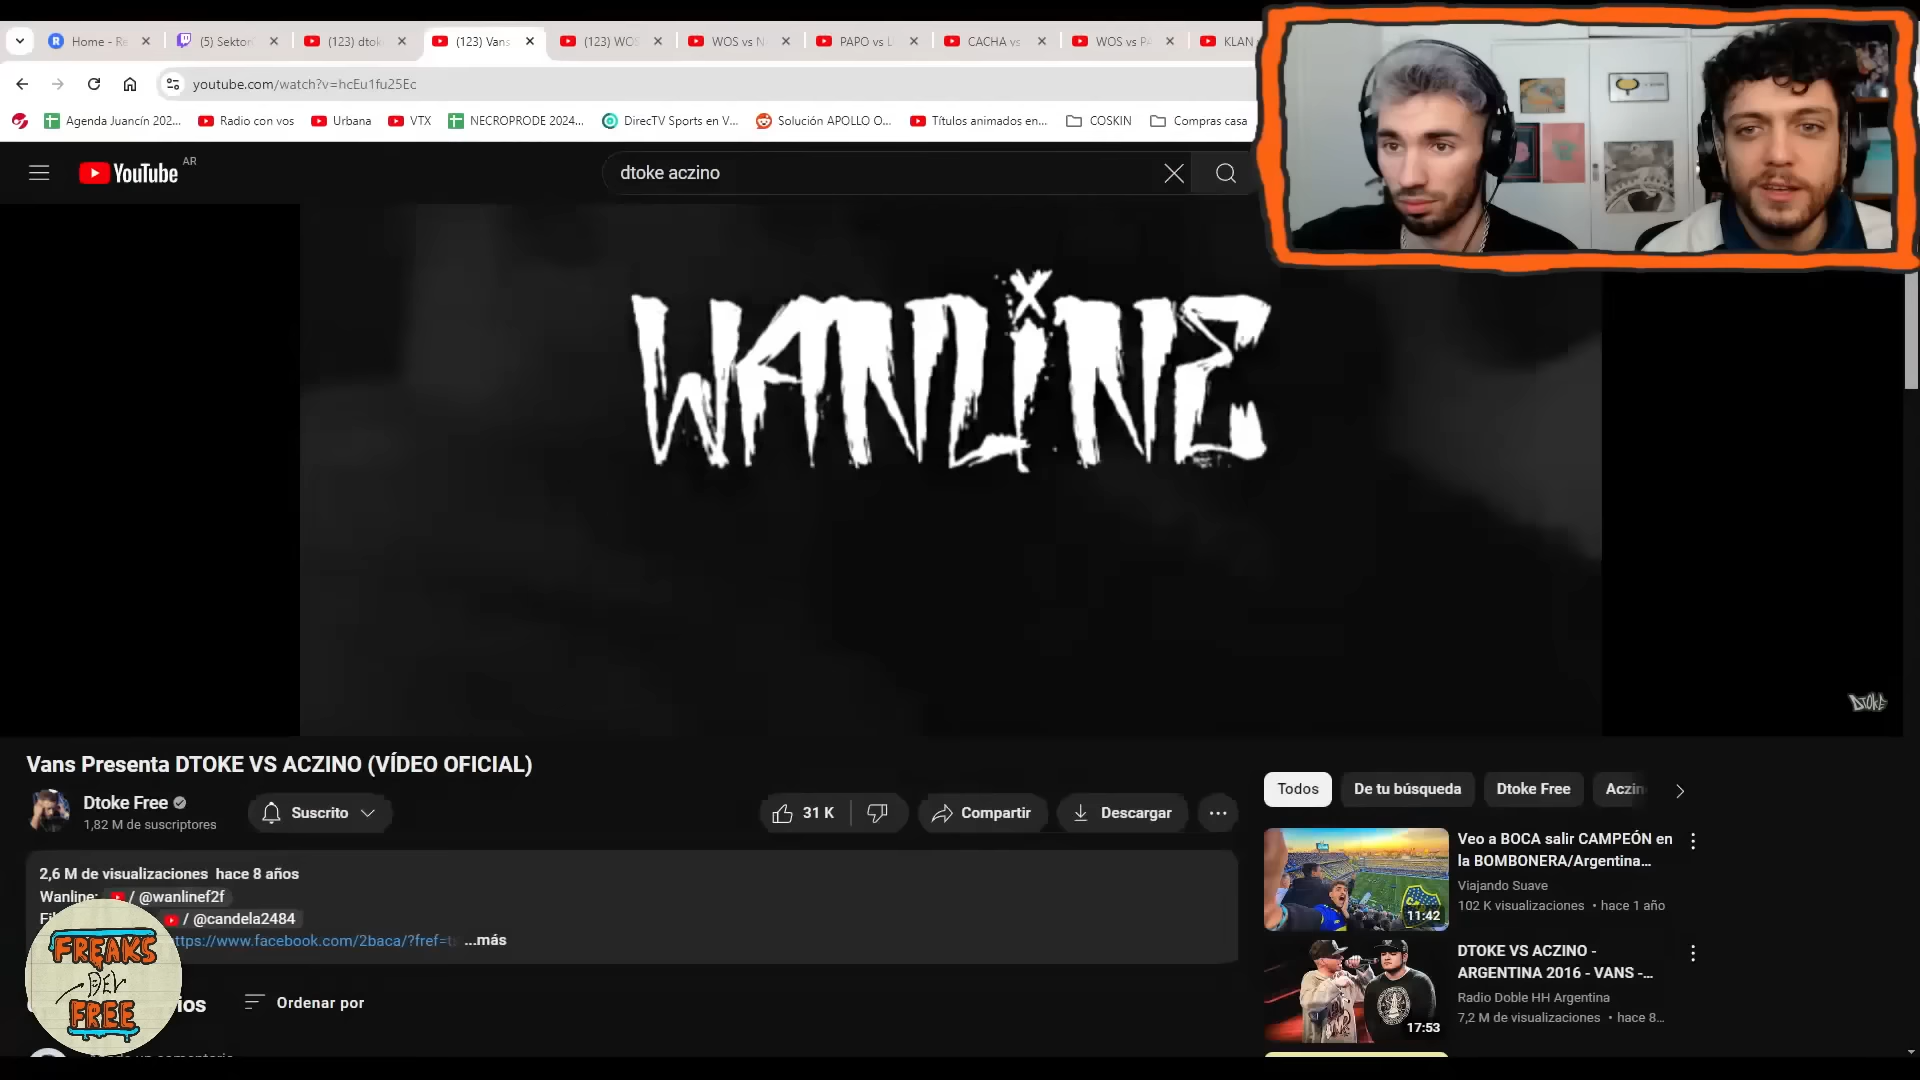 Home - Re
(5) Sektor
(123) dtok
(123) Vans
(123) WOS
WOS vs N
PAPO vs L
CACHA vs
WOS vs PA
KLAN
youtube.com/watch?v=hcEu1fu25Ec
Agenda Juancín 202...
Radio con vos
Urbana
VTX
NECROPRODE 2024...
DirecTV Sports en V...
Solución APOLLO O...
Títulos animados en...
COSKIN
Compras casa
YouTube AR
dtoke aczino
WANLINE
DTOKE
Vans Presenta DTOKE VS ACZINO (VÍDEO OFICIAL)
Dtoke Free
1,82 M de suscriptores
Suscrito
31 K
Compartir
Descargar
2,6 M de visualizaciones hace 8 años
Wanline: / @wanlinef2f
/ @candela2484
ttps://www.facebook.com/2baca/?fref=ts ...más
Ordenar por
FREAKS
DEL
FREE
Todos
De tu búsqueda
Dtoke Free
Aczin
Veo a BOCA salir CAMPEÓN en
la BOMBONERA/Argentina...
Viajando Suave
102 K visualizaciones • hace 1 año
11:42
DTOKE VS ACZINO -
ARGENTINA 2016 - VANS -...
Radio Doble HH Argentina
7,2 M de visualizaciones • hace 8...
17:53